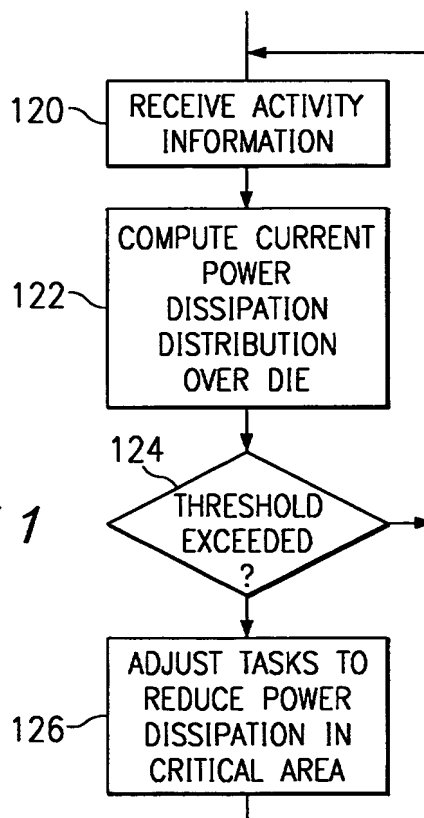 120
RECEIVE ACTIVITY
INFORMATION
122
COMPUTE CURRENT
POWER
DISSIPATION
DISTRIBUTION
OVER DIE
124
THRESHOLD
EXCEEDED
?
1
126
ADJUST TASKS TO
REDUCE POWER
DISSIPATION IN
CRITICAL AREA